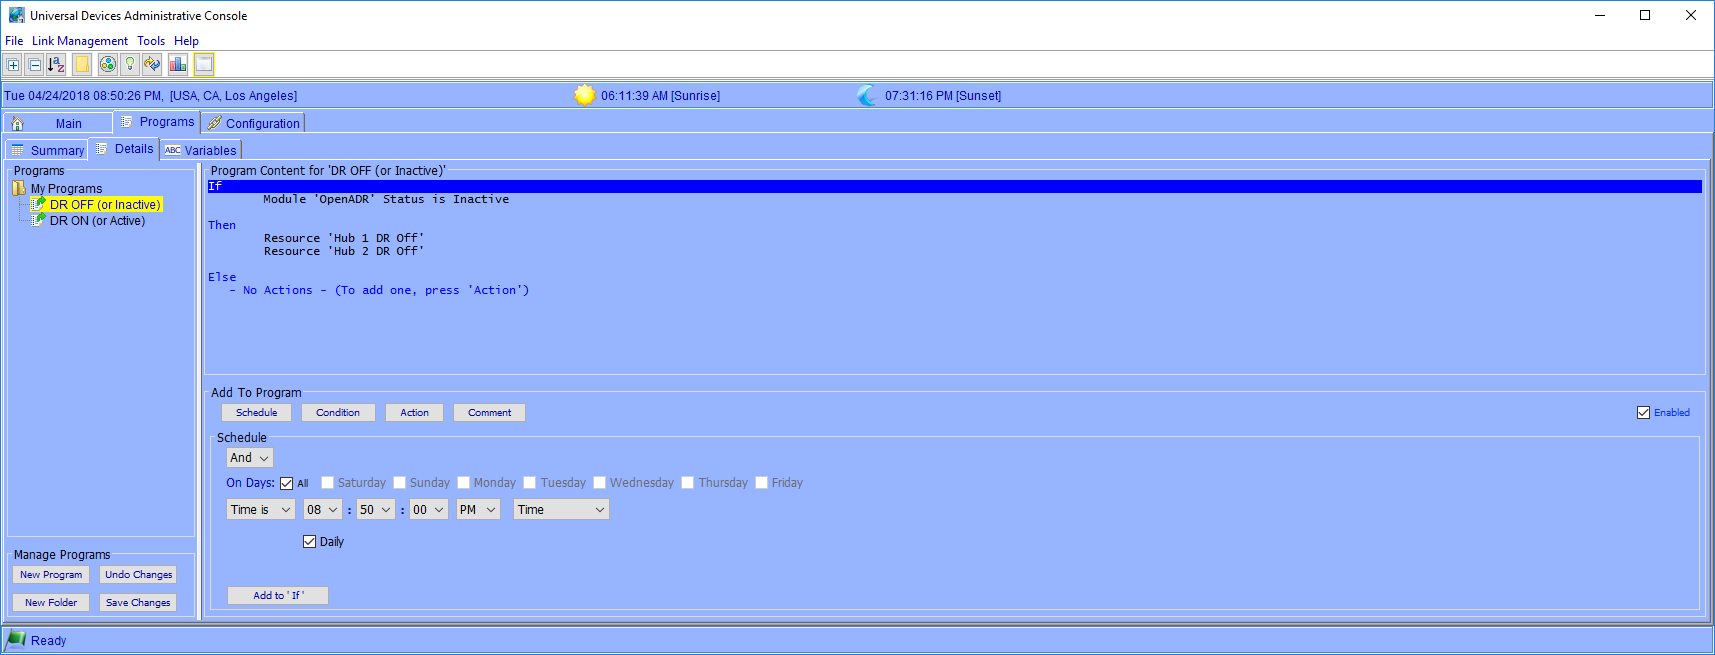 Universal Devices Administrative Console
File Link Management Tools Help
Tue 04/24/2018 08:50:26 PM, [USA, CA, Los Angeles] 06:11:39 AM [Sunrise] 07:31:16 PM [Sunset]
Main Programs Configuration
Summary Details ABC Variables
Programs
My Programs
DR OFF (or Inactive)
DR ON (or Active)
Program Content for 'DR OFF (or Inactive)'
If
Module 'OpenADR' Status is Inactive
Then
Resource 'Hub 1 DR Off'
Resource 'Hub 2 DR Off'
Else
- No Actions - (To add one, press 'Action')
Add To Program
Schedule Condition Action Comment Enabled
Schedule
And
On Days: All Saturday Sunday Monday Tuesday Wednesday Thursday Friday
Time is 08 : 50 : 00 PM Time
Daily
Add to ' If '
Manage Programs
New Program Undo Changes
New Folder Save Changes
Ready